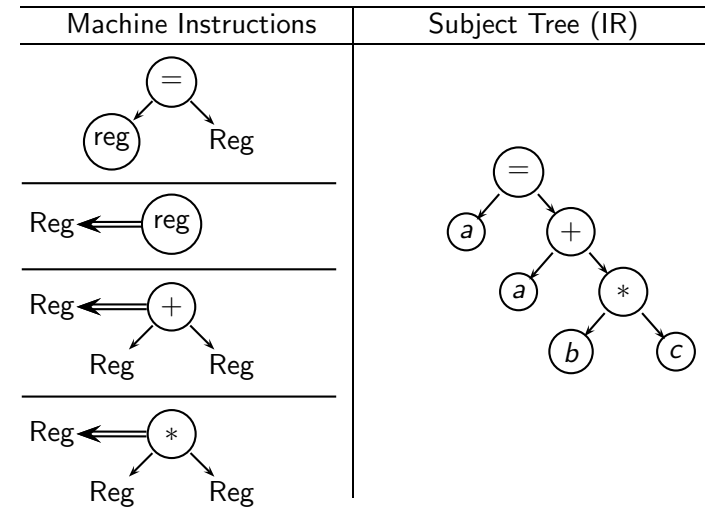 Machine Instructions
Subject Tree (IR)
=
reg
Reg
Reg
reg
Reg
+
Reg
Reg
Reg
*
Reg
Reg
=
a
+
a
*
b
c